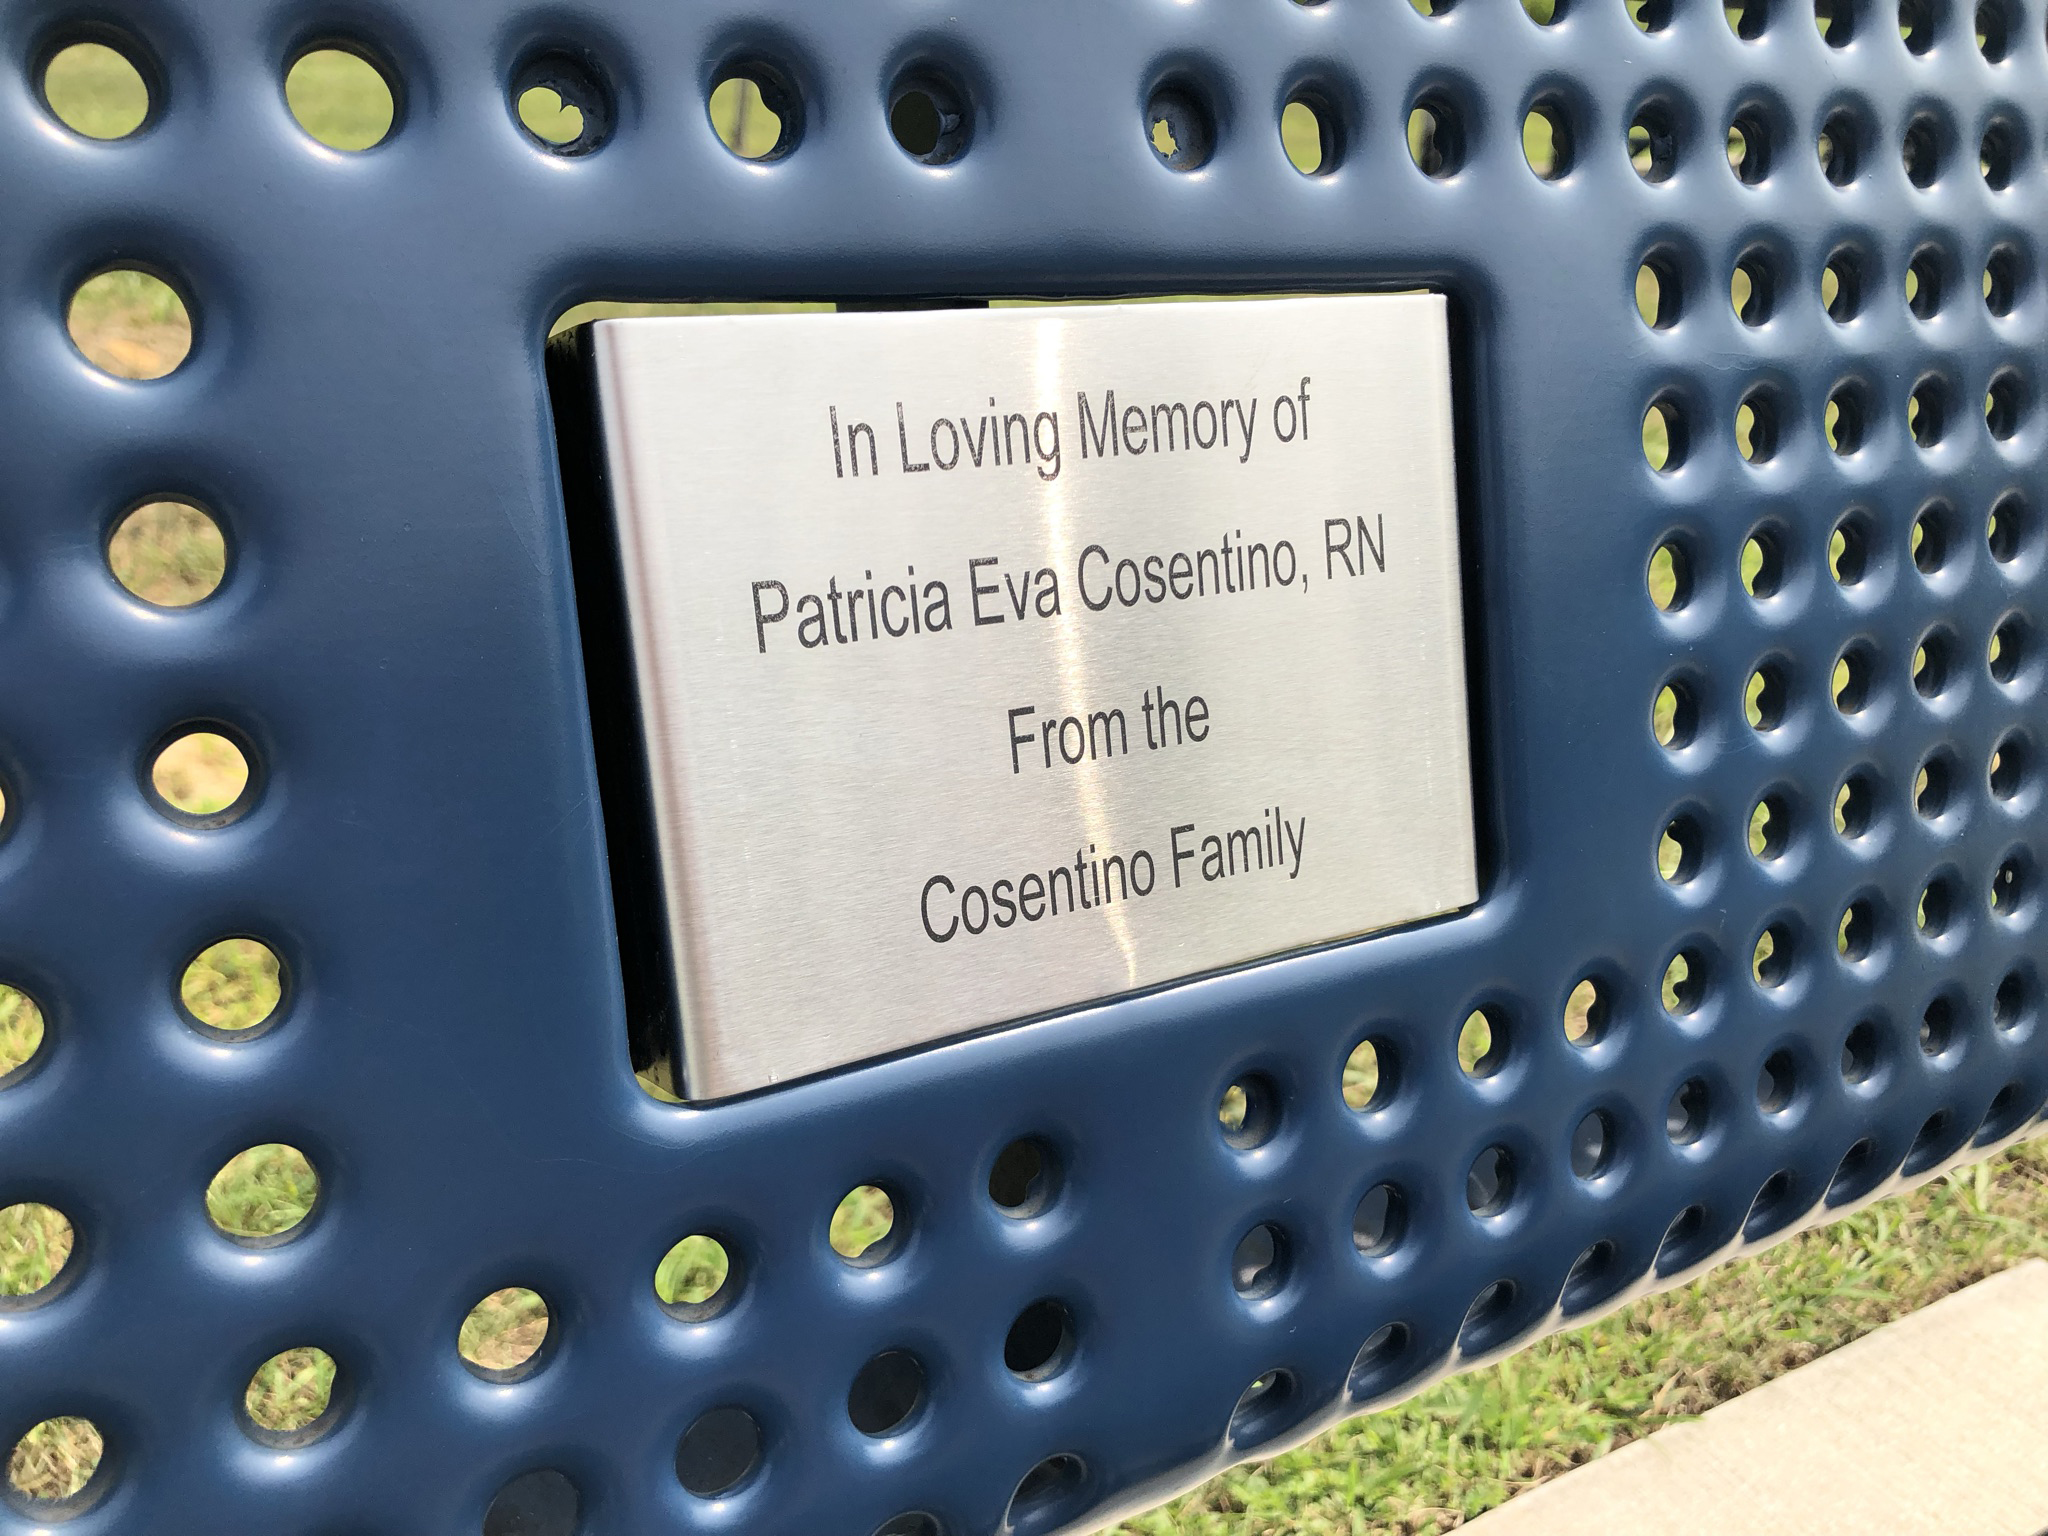 In Loving Memory of
Patricia Eva Cosentino, RN
From the
Cosentino Family